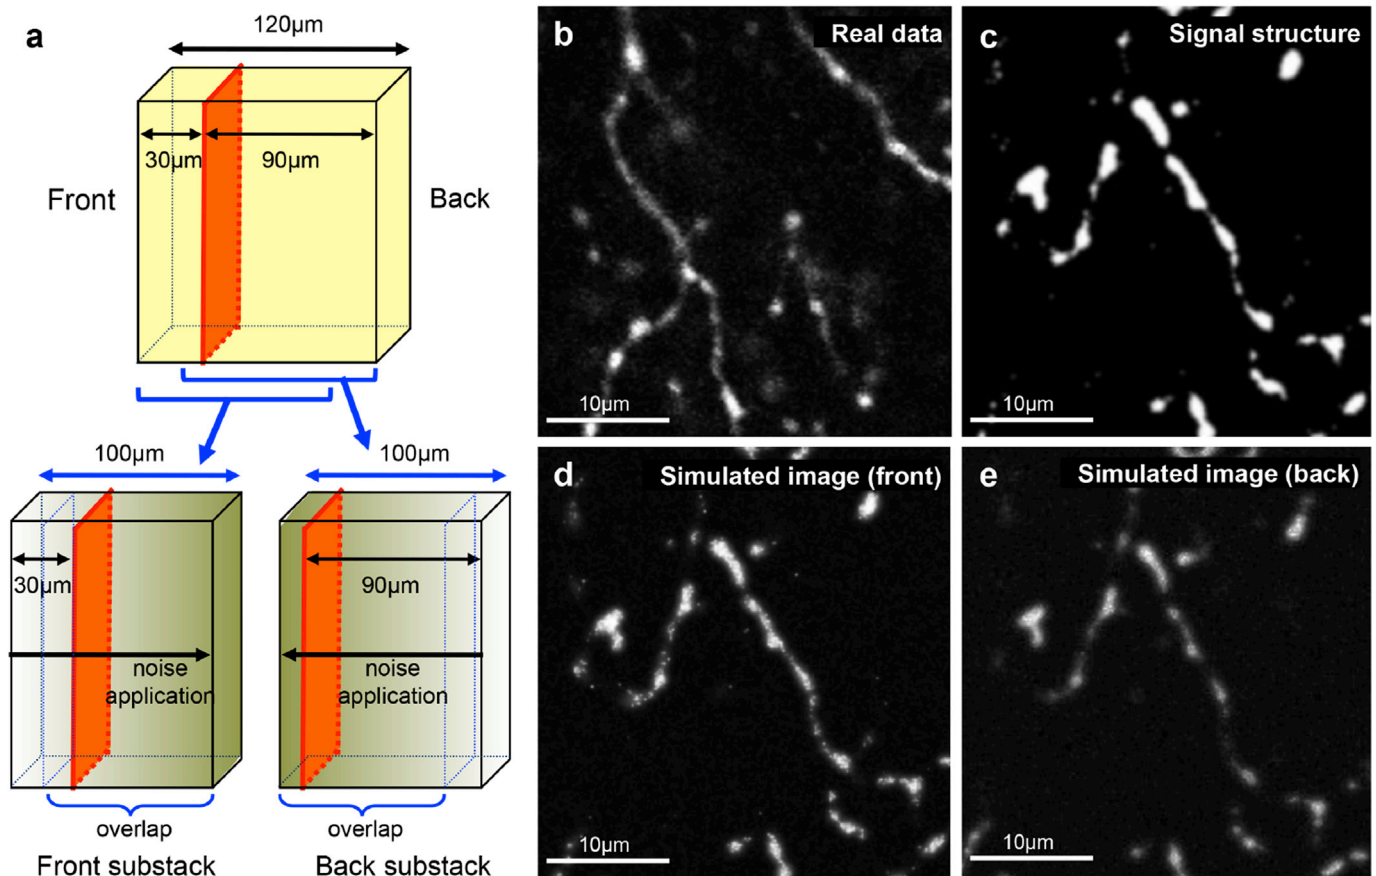 a
120µm
30µm
90µm
Front
Back
100µm
100µm
30µm
90µm
noise
application
noise
application
overlap
overlap
Front substack
Back substack
b
Real data
10µm
c
Signal structure
10µm
d
Simulated image (front)
10µm
e
Simulated image (back)
10µm